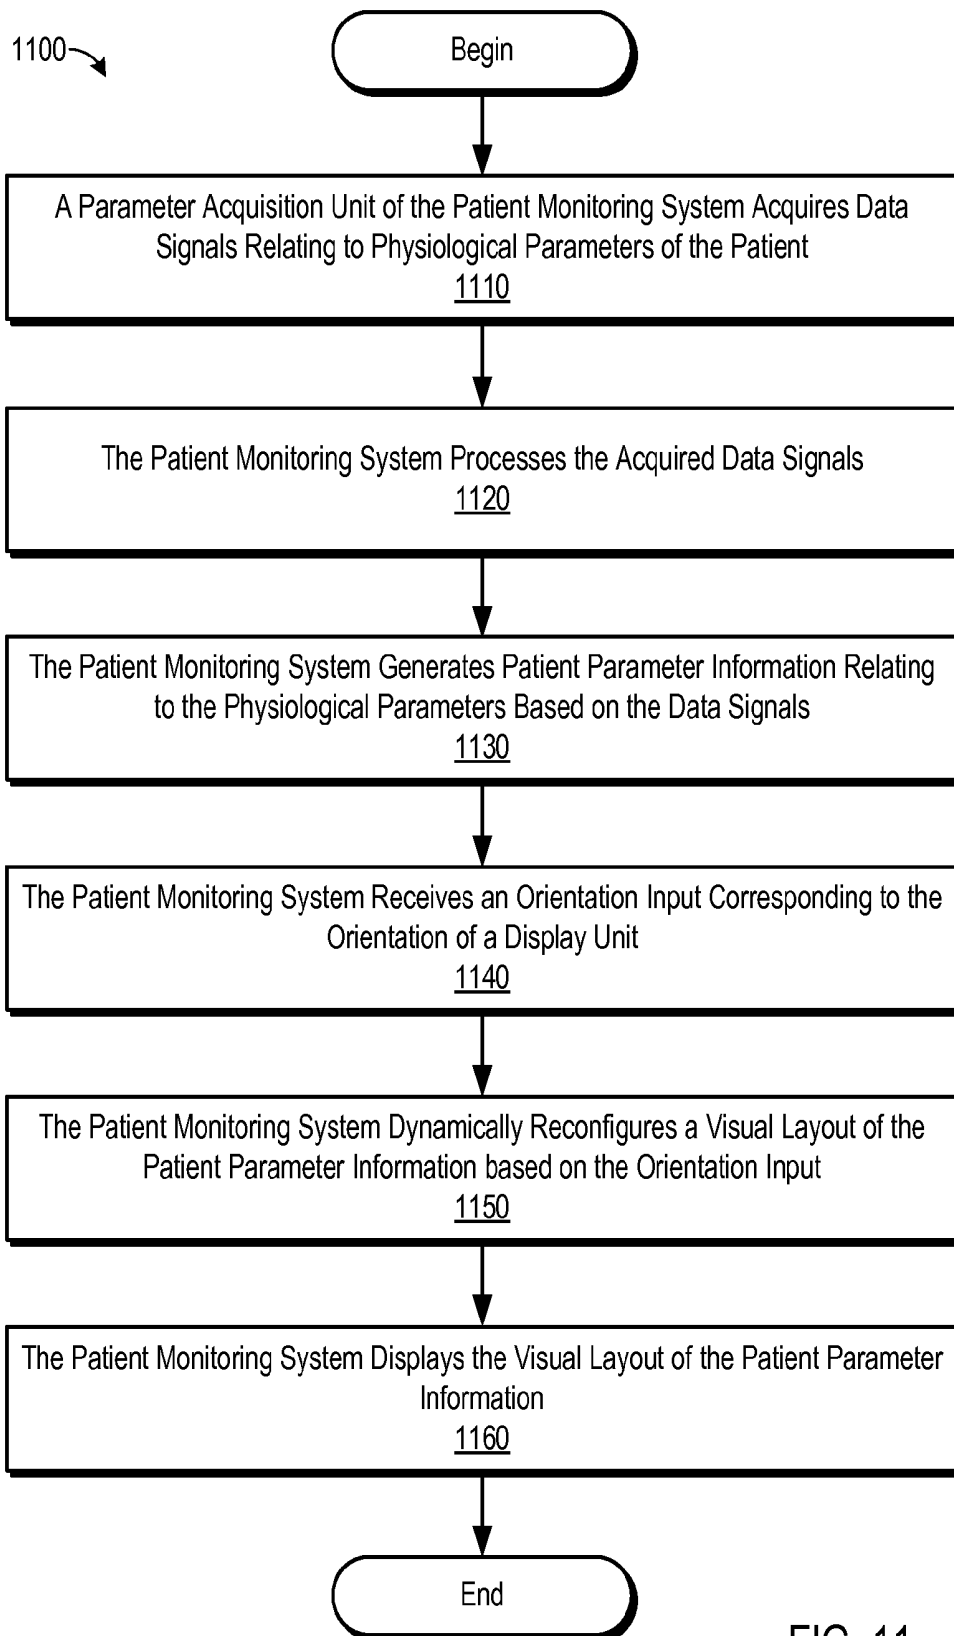 1100
Begin
A Parameter Acquisition Unit of the Patient Monitoring System Acquires Data
Signals Relating to Physiological Parameters of the Patient
1110
The Patient Monitoring System Processes the Acquired Data Signals
1120
The Patient Monitoring System Generates Patient Parameter Information Relating
to the Physiological Parameters Based on the Data Signals
1130
The Patient Monitoring System Receives an Orientation Input Corresponding to the
Orientation of a Display Unit
1140
The Patient Monitoring System Dynamically Reconfigures a Visual Layout of the
Patient Parameter Information based on the Orientation Input
1150
The Patient Monitoring System Displays the Visual Layout of the Patient Parameter
Information
1160
End
FIG. 11